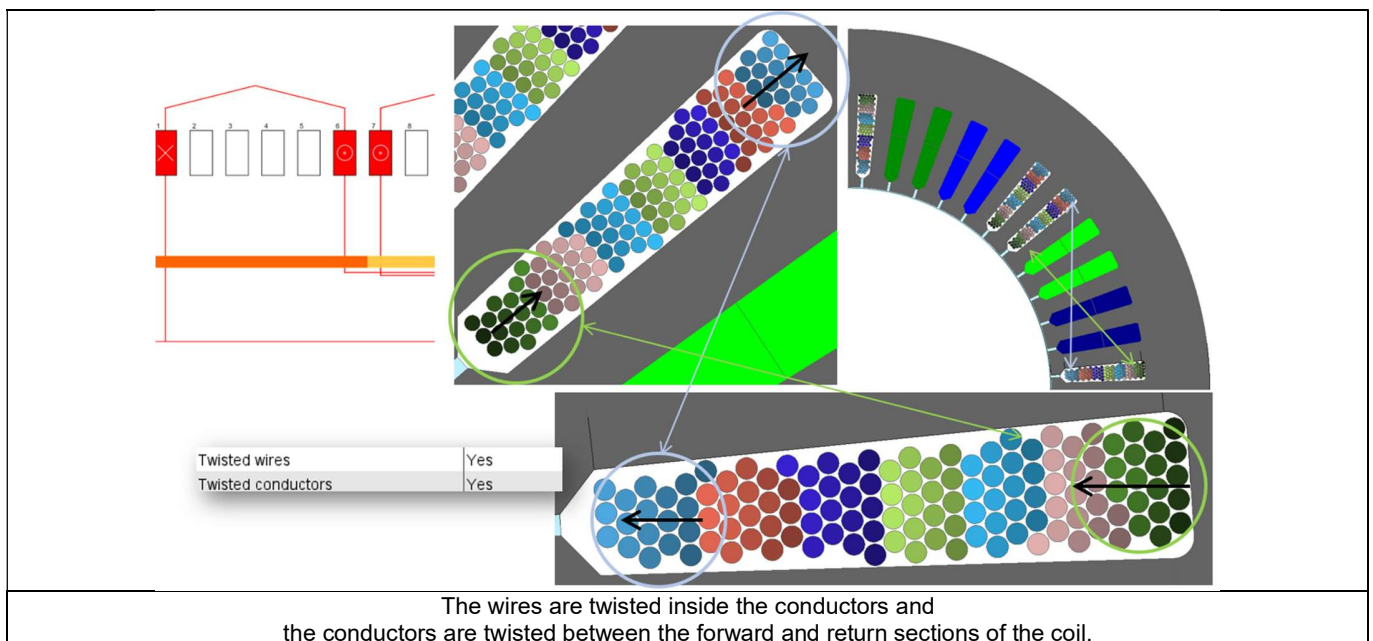 1 2 3 4 5 6 7 8
Twisted wires Yes
Twisted conductors Yes
The wires are twisted inside the conductors and
the conductors are twisted between the forward and return sections of the coil.